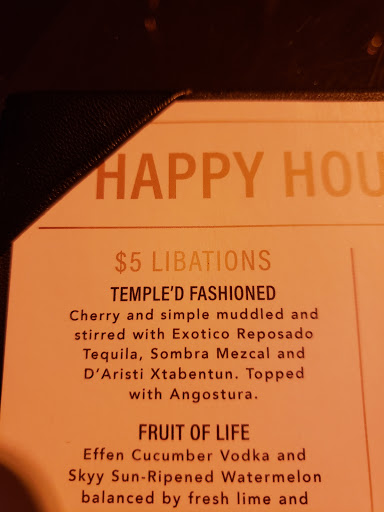 HAPPY HOU
$5 LIBATIONS
TEMPLE'D FASHIONED
Cherry and simple muddled and
stirred with Exotico Reposado
Tequila, Sombra Mezcal and
D'Aristi Xtabentun. Topped
with Angostura.
FRUIT OF LIFE
Effen Cucumber Vodka and
Skyy Sun-Ripened Watermelon
balanced by fresh lime and